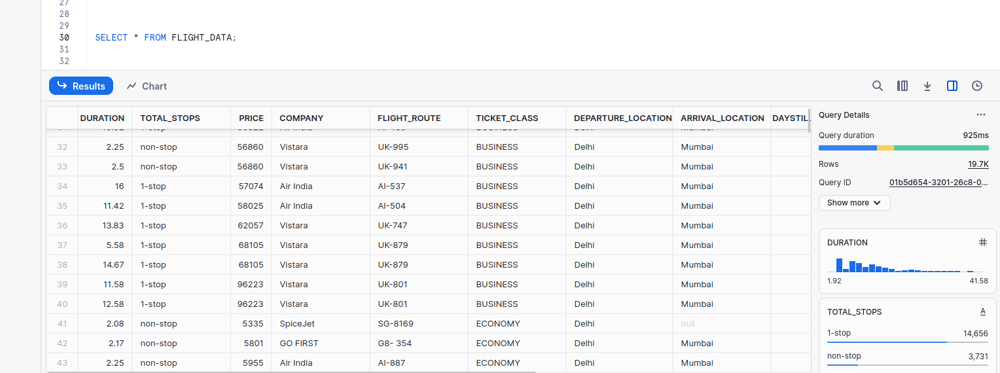 27
28
29
30 SELECT * FROM FLIGHT_DATA;
31
32
Results Chart
DURATION TOTAL_STOPS PRICE COMPANY FLIGHT_ROUTE TICKET_CLASS DEPARTURE_LOCATION ARRIVAL_LOCATION DAYSTILL
32 2.25 non-stop 56860 Vistara UK-995 BUSINESS Delhi Mumbai
33 2.5 non-stop 56860 Vistara UK-941 BUSINESS Delhi Mumbai
34 16 1-stop 57074 Air India AI-537 BUSINESS Delhi Mumbai
35 11.42 1-stop 58025 Air India AI-504 BUSINESS Delhi Mumbai
36 13.83 1-stop 62057 Vistara UK-747 BUSINESS Delhi Mumbai
37 5.58 1-stop 68105 Vistara UK-879 BUSINESS Delhi Mumbai
38 14.67 1-stop 68105 Vistara UK-879 BUSINESS Delhi Mumbai
39 11.58 1-stop 96223 Vistara UK-801 BUSINESS Delhi Mumbai
40 12.58 1-stop 96223 Vistara UK-801 BUSINESS Delhi Mumbai
41 2.08 non-stop 5335 SpiceJet SG-8169 ECONOMY Delhi null
42 2.17 non-stop 5801 GO FIRST G8- 354 ECONOMY Delhi Mumbai
43 2.25 non-stop 5955 Air India AI-887 ECONOMY Delhi Mumbai
Query Details ...
Query duration 925ms
Rows 19.7K
Query ID 01b5d654-3201-26c8-0...
Show more
DURATION #
1.92 41.58
TOTAL_STOPS A
1-stop 14,656
non-stop 3,731